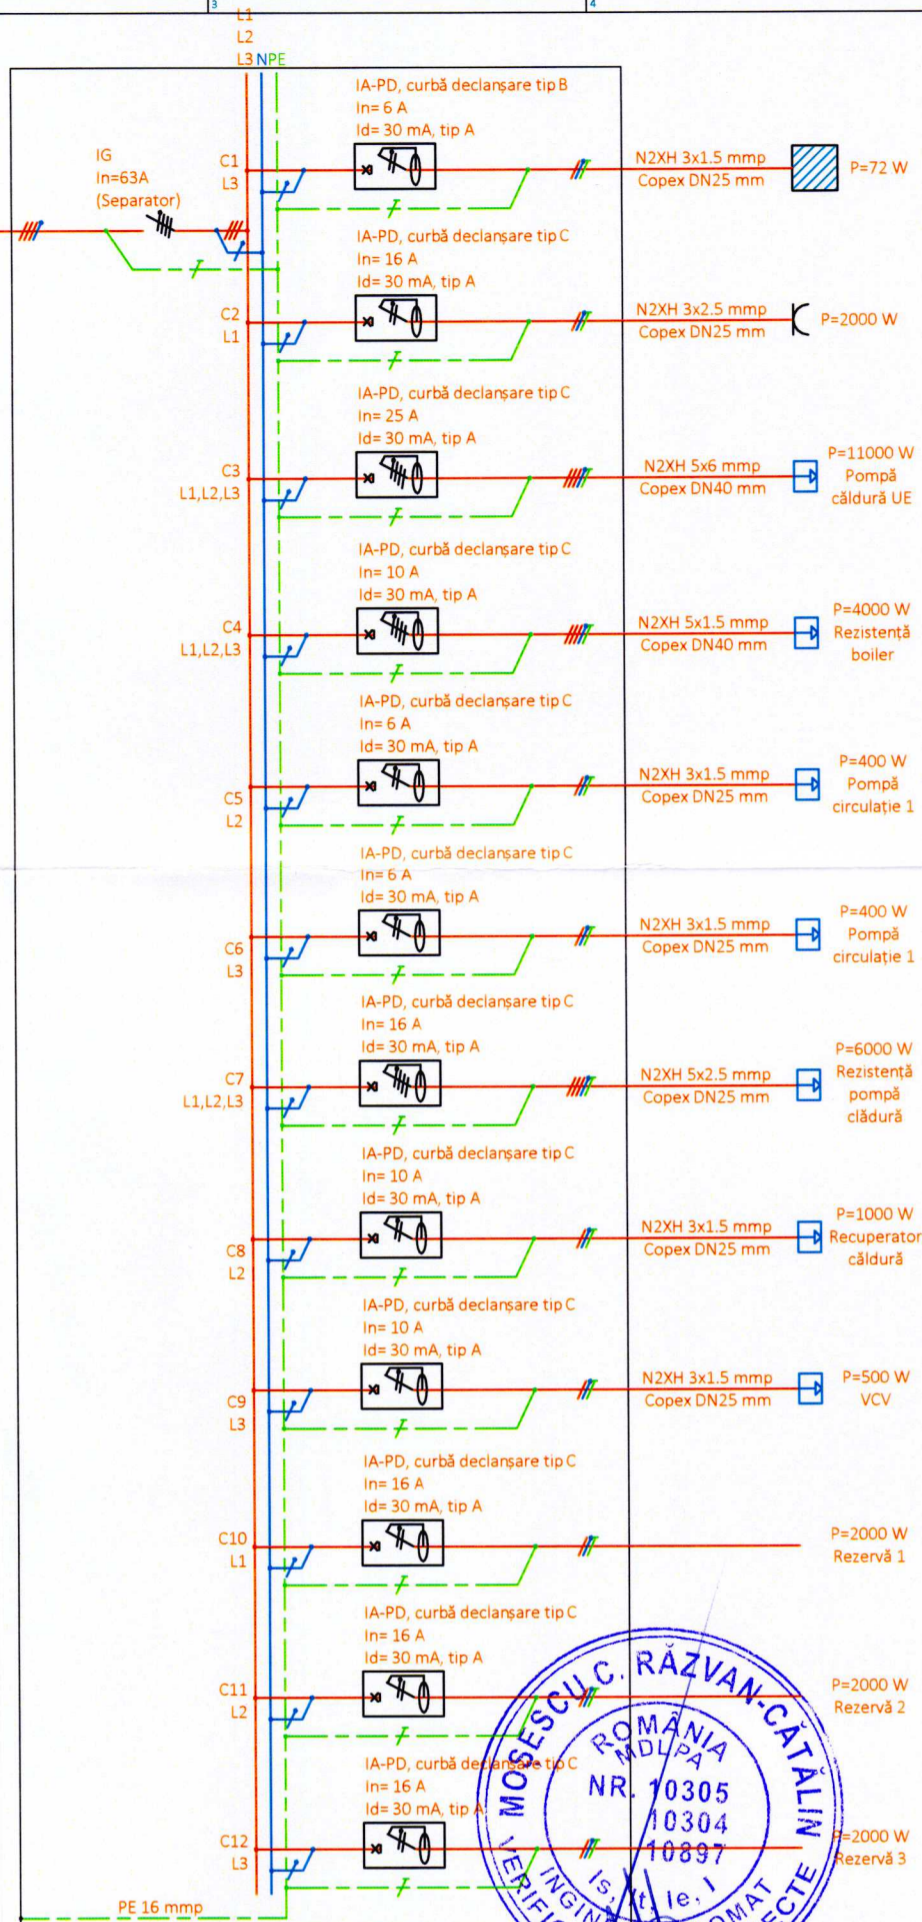 3
4
L1
L2
L3 NPE
IA-PD, curbă declanșare tip B
In= 6 A
Id= 30 mA, tip A
IG
In=63A
(Separator)
C1
L3
N2XH 3x1.5 mmp
Copex DN25 mm
P=72 W
IA-PD, curbă declanșare tip C
In= 16 A
Id= 30 mA, tip A
C2
L1
N2XH 3x2.5 mmp
Copex DN25 mm
P=2000 W
IA-PD, curbă declanșare tip C
In= 25 A
Id= 30 mA, tip A
C3
L1,L2,L3
N2XH 5x6 mmp
Copex DN40 mm
P=11000 W
Pompă
căldură UE
IA-PD, curbă declanșare tip C
In= 10 A
Id= 30 mA, tip A
C4
L1,L2,L3
N2XH 5x1.5 mmp
Copex DN40 mm
P=4000 W
Rezistență
boiler
IA-PD, curbă declanșare tip C
In= 6 A
Id= 30 mA, tip A
C5
L2
N2XH 3x1.5 mmp
Copex DN25 mm
P=400 W
Pompă
circulație 1
IA-PD, curbă declanșare tip C
In= 6 A
Id= 30 mA, tip A
C6
L3
N2XH 3x1.5 mmp
Copex DN25 mm
P=400 W
Pompă
circulație 1
IA-PD, curbă declanșare tip C
In= 16 A
Id= 30 mA, tip A
C7
L1,L2,L3
N2XH 5x2.5 mmp
Copex DN25 mm
P=6000 W
Rezistență
pompă
clădură
IA-PD, curbă declanșare tip C
In= 10 A
Id= 30 mA, tip A
C8
L2
N2XH 3x1.5 mmp
Copex DN25 mm
P=1000 W
Recuperator
căldură
IA-PD, curbă declanșare tip C
In= 10 A
Id= 30 mA, tip A
C9
L3
N2XH 3x1.5 mmp
Copex DN25 mm
P=500 W
VCV
IA-PD, curbă declanșare tip C
In= 16 A
Id= 30 mA, tip A
C10
L1
P=2000 W
Rezervă 1
IA-PD, curbă declanșare tip C
In= 16 A
Id= 30 mA, tip A
C11
L2
P=2000 W
Rezervă 2
IA-PD, curbă declanșare tip C
In= 16 A
Id= 30 mA, tip A
C12
L3
P=2000 W
Rezervă 3
PE 16 mmp
MOSESCU C. RĂZVAN-CĂTĂLIN
ROMÂNIA
MDLPA
NR. 10305
10304
10897